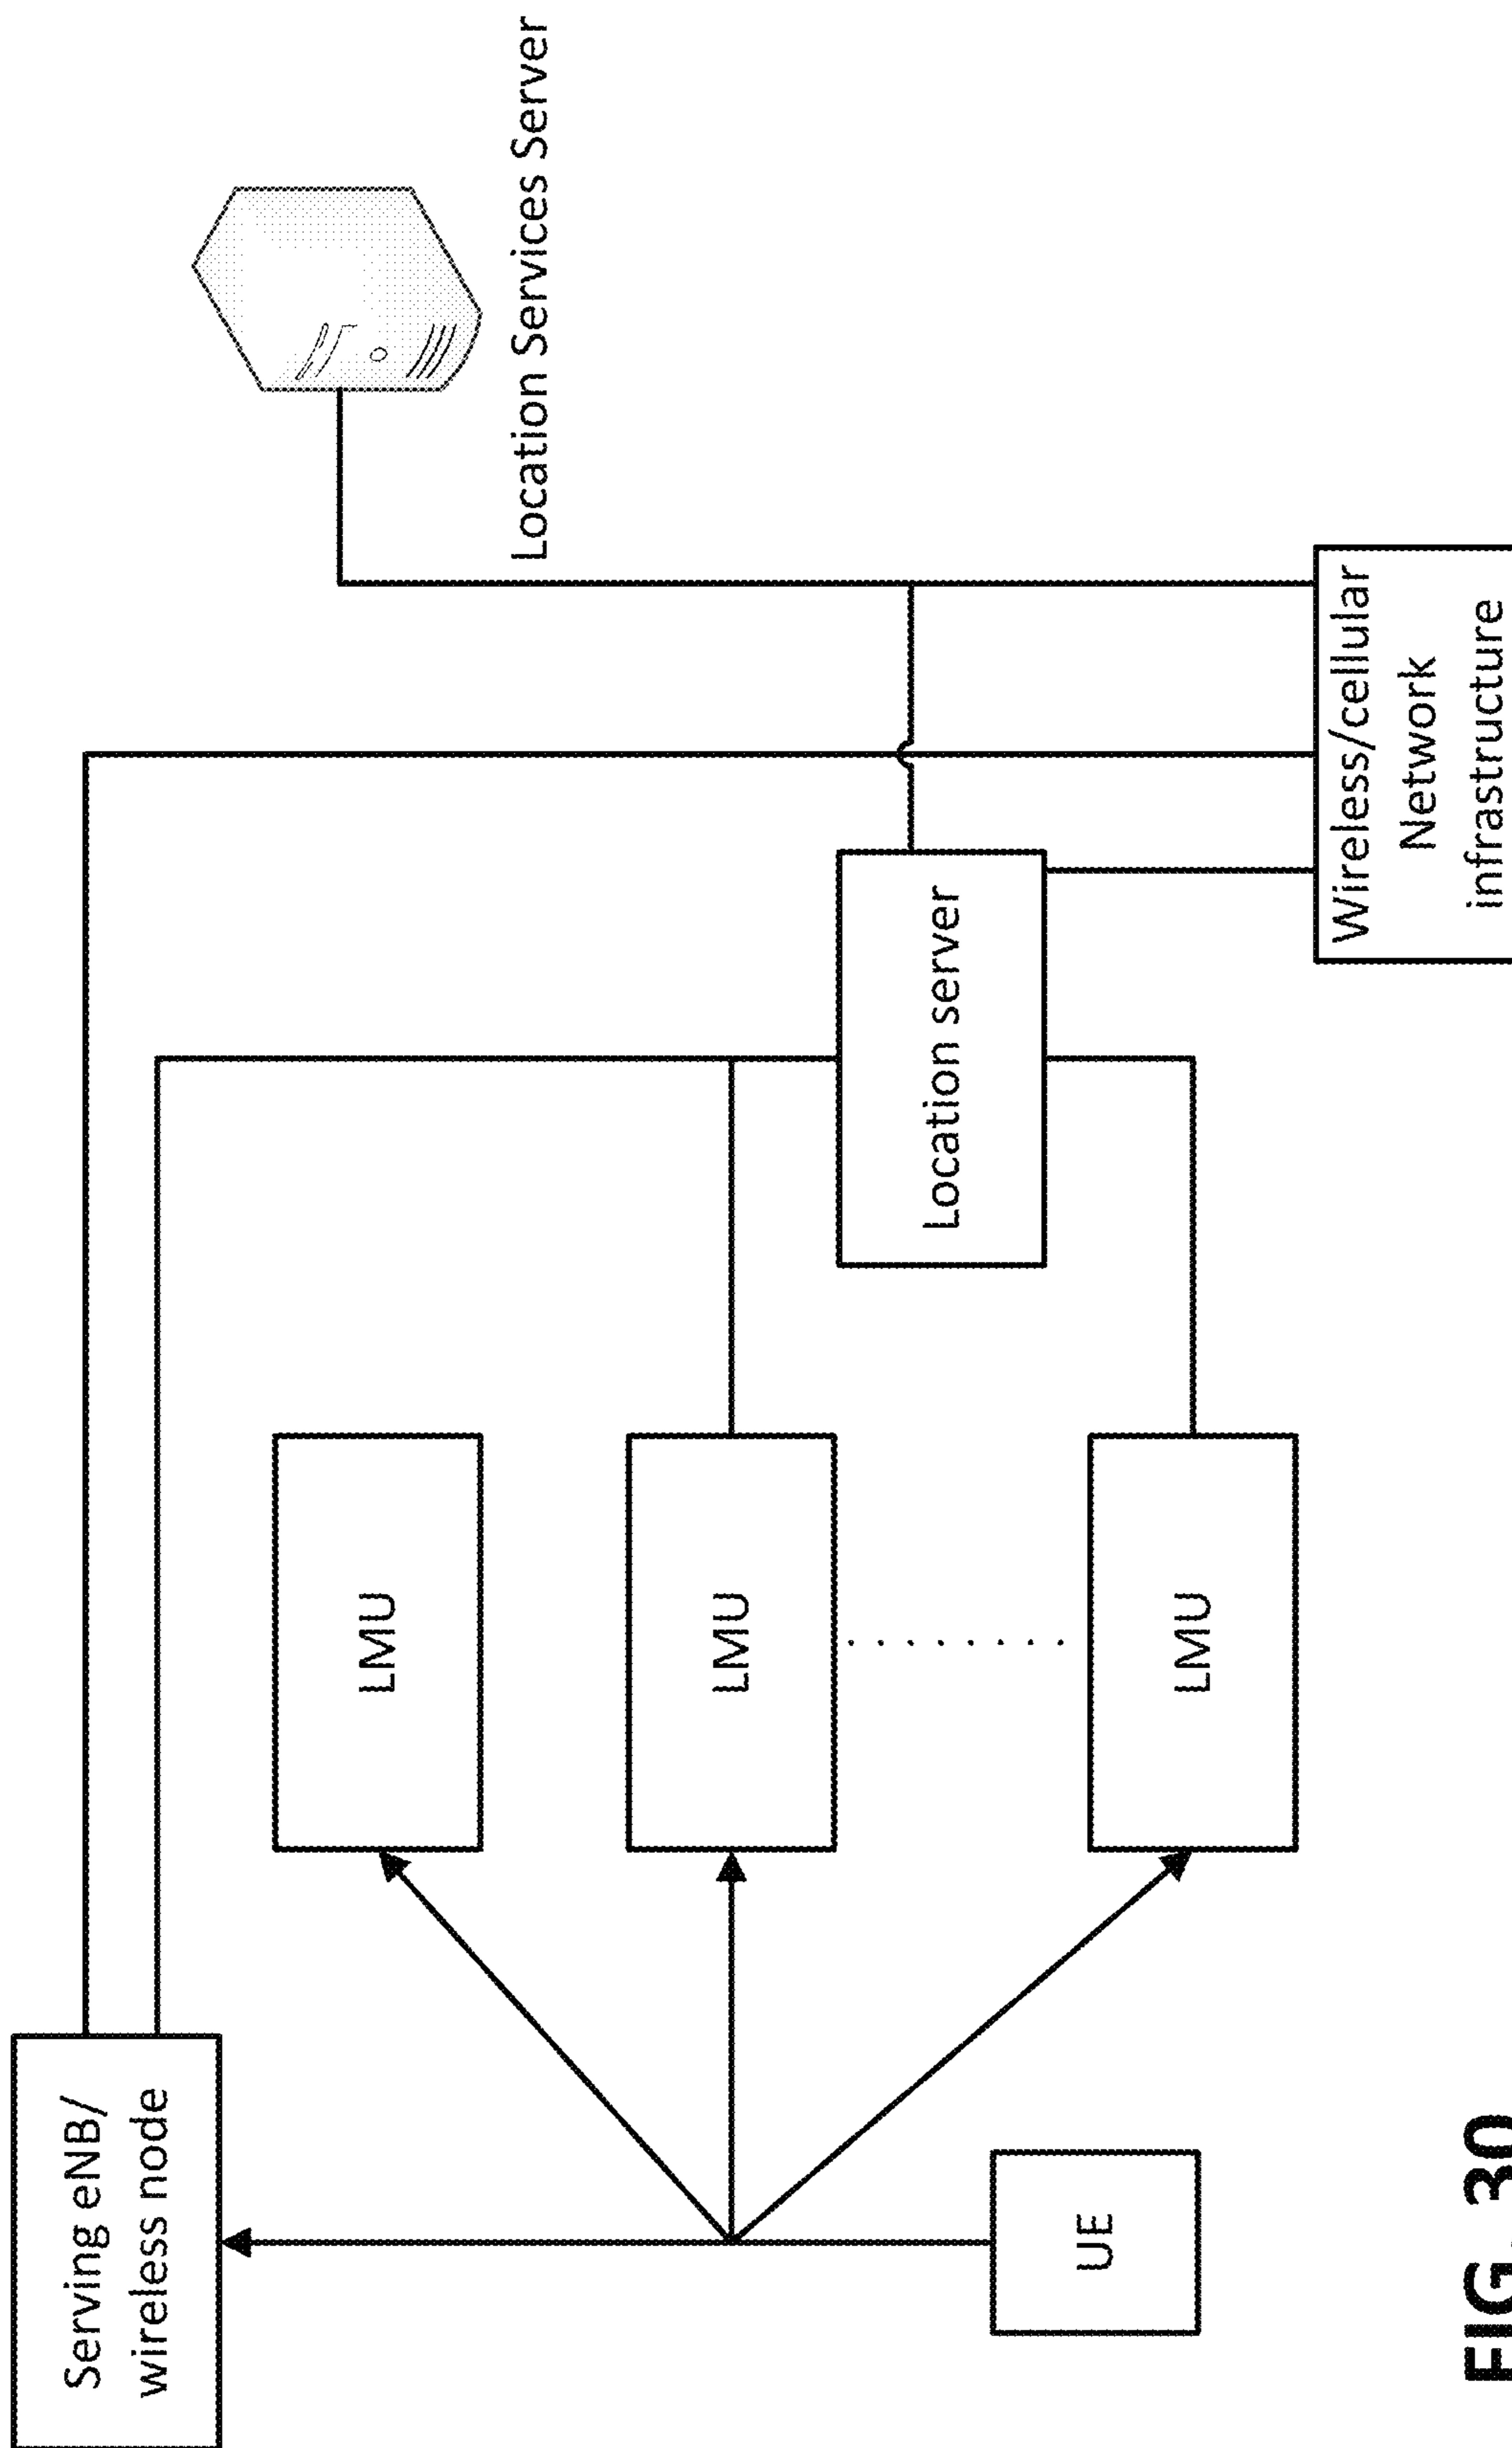 Serving eNB/
wireless node
Location Services Server
LMU
LMU
LMU
Location server
UE
Wireless/cellular
Network
infrastructure
FIG. 30